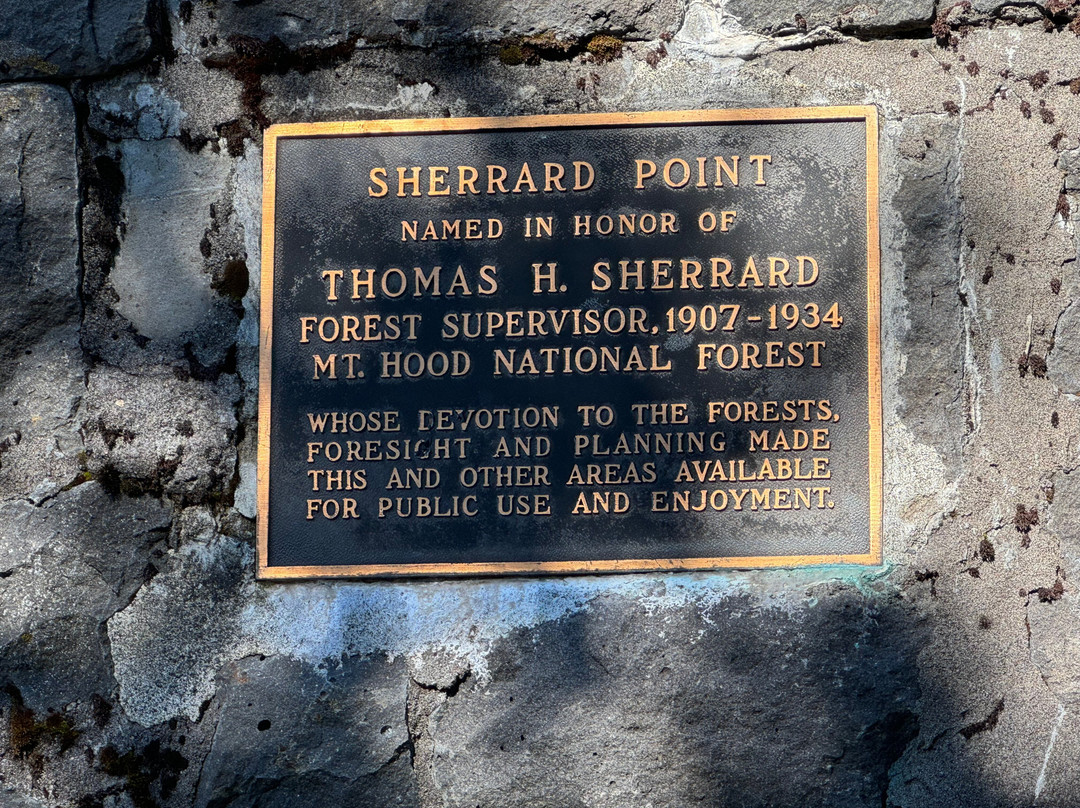 SHERRARD POINT
NAMED IN HONOR OF
THOMAS H. SHERRARD
FOREST SUPERVISOR, 1907-1934
MT. HOOD NATIONAL FOREST
WHOSE DEVOTION TO THE FORESTS,
FORESIGHT AND PLANNING MADE
THIS AND OTHER AREAS AVAILABLE
FOR PUBLIC USE AND ENJOYMENT.